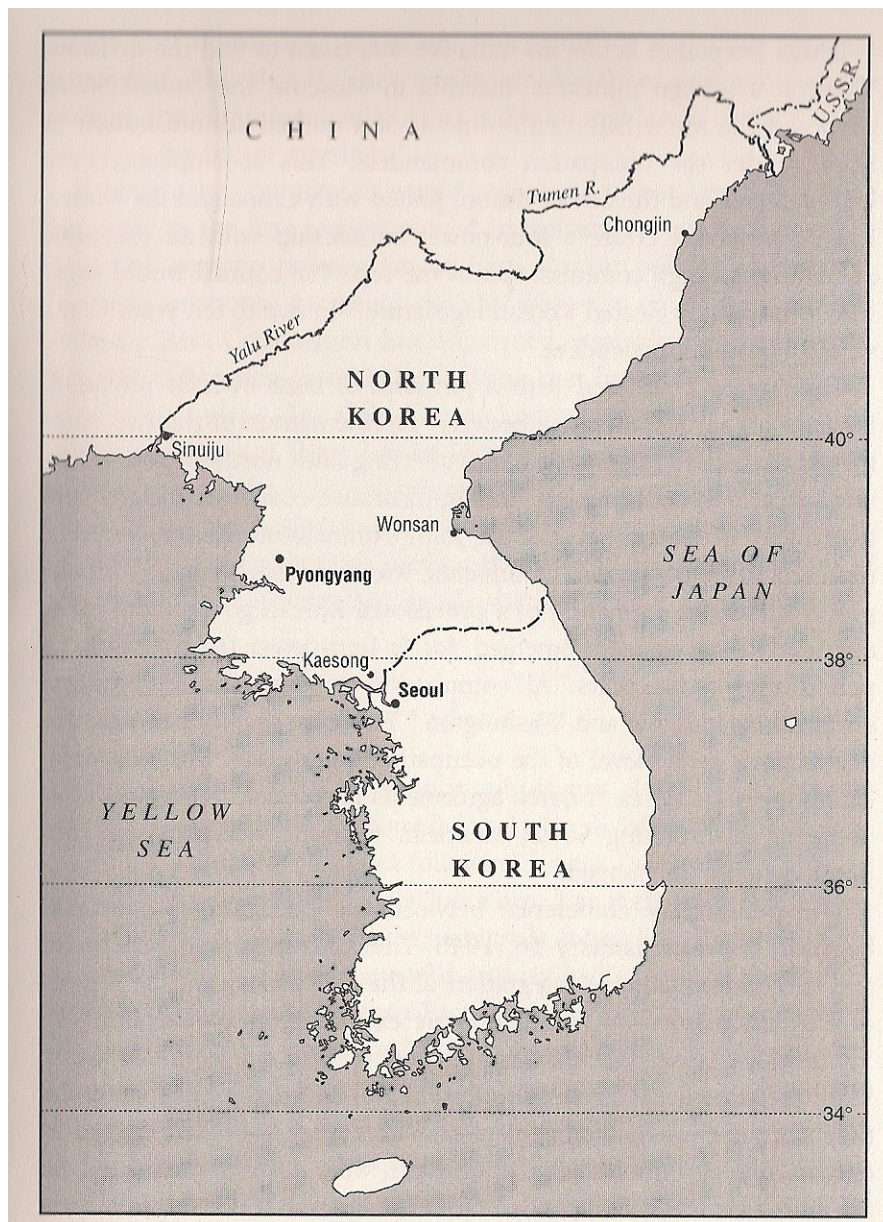 U.S.S.R.
CHINA
Tumen R.
Chongjin
Yalu River
NORTH
KOREA
40°
Sinuiju
Wonsan
SEA OF
JAPAN
Pyongyang
Kaesong
38°
Seoul
YELLOW
SEA
SOUTH
KOREA
36°
34°